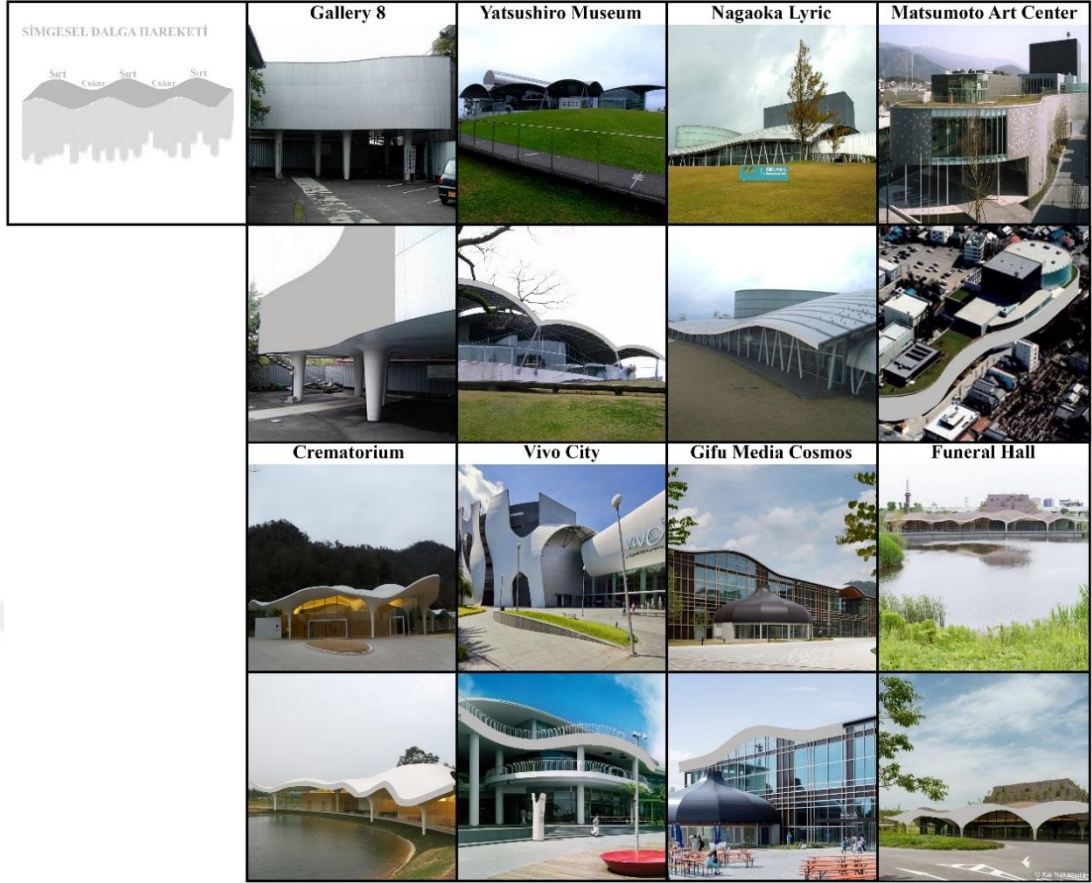 SİMGESEL DALGA HAREKETİ
Sırt Çukur Sırt Çukur Sırt
Gallery 8 Yatsushiro Museum Nagaoka Lyric Matsumoto Art Center
Crematorium Vivo City Gifu Media Cosmos Funeral Hall
VIVO
© Kai Nakamura